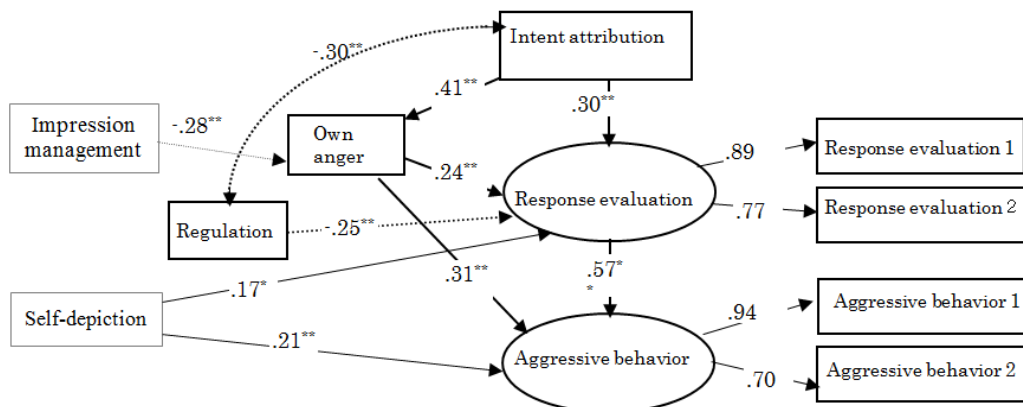 Intent attribution
-.30**
.41**
.30**
Impression
management
-.28**
Own
anger
.24**
.89
Response evaluation 1
Response evaluation
.77
Response evaluation 2
Regulation
-.25**
.17*
.31**
.57*
*
Self-depiction
.21**
.94
Aggressive behavior 1
Aggressive behavior
.70
Aggressive behavior 2